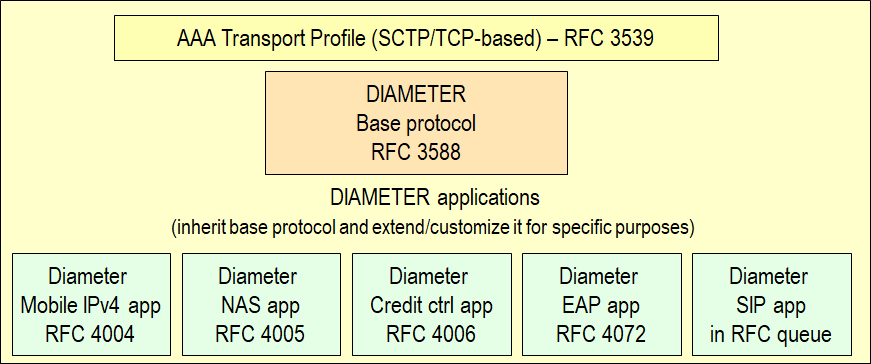 AAA Transport Profile (SCTP/TCP-based) – RFC 3539
DIAMETER
Base protocol
RFC 3588
DIAMETER applications
(inherit base protocol and extend/customize it for specific purposes)
Diameter
Mobile IPv4 app
RFC 4004
Diameter
NAS app
RFC 4005
Diameter
Credit ctrl app
RFC 4006
Diameter
EAP app
RFC 4072
Diameter
SIP app
in RFC queue